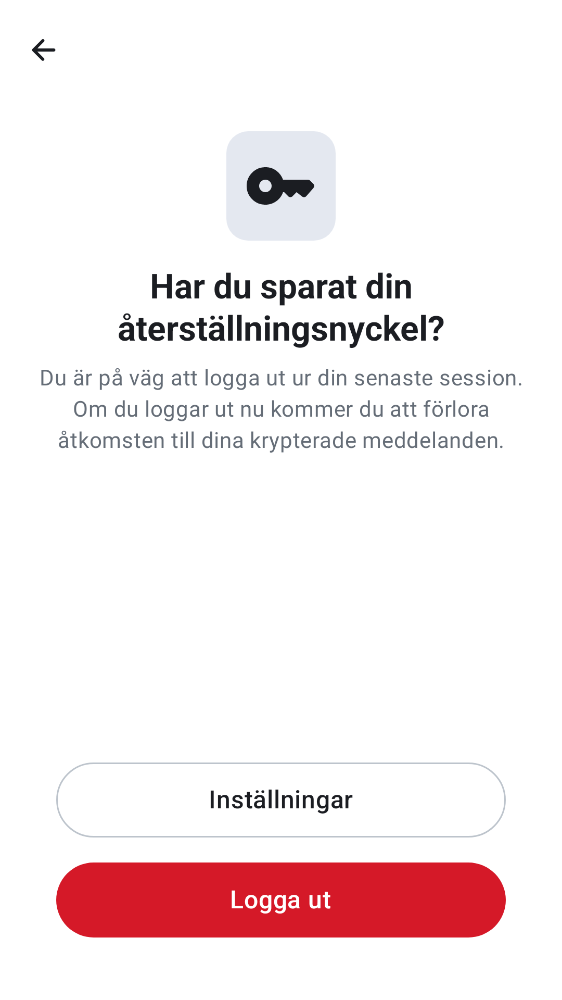 Har du sparat din
återställningsnyckel?
Du är på väg att logga ut ur din senaste session.
Om du loggar ut nu kommer du att förlora
åtkomsten till dina krypterade meddelanden.
Inställningar
Logga ut